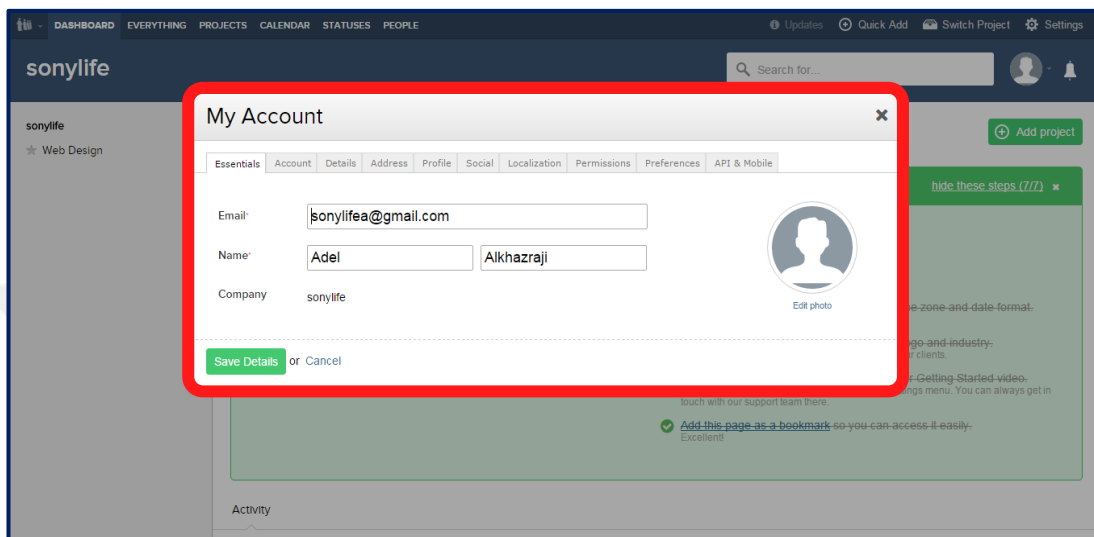 DASHBOARD EVERYTHING PROJECTS CALENDAR STATUSES PEOPLE Updates Quick Add Switch Project Settings
sonylife Search for...
sonylife
Web Design
Add project
hide these steps (7/7) ×
My Account ×
Essentials Account Details Address Profile Social Localization Permissions Preferences API & Mobile
Email* sonylifea@gmail.com
Name* Adel Alkhazraji
Company sonylife
Edit photo
Save Details or Cancel
zone and date format.
and industry.
clients.
Getting Started video.
menu. You can always get in
touch with our support team there.
Add this page as a bookmark so you can access it easily.
Excellent!
Activity